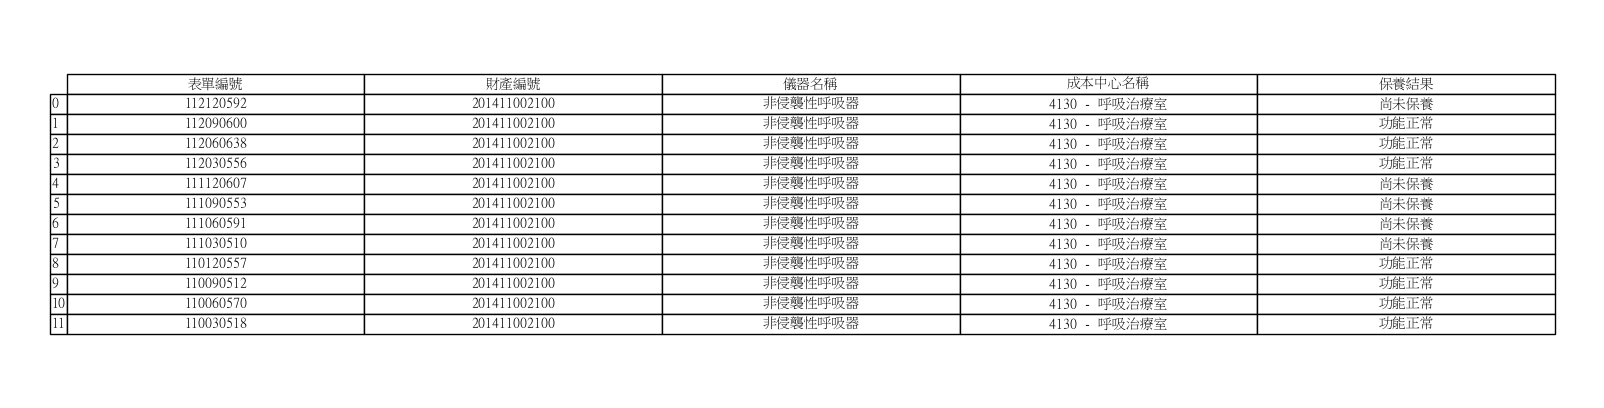 表單編號 財產編號 儀器名稱 成本中心名稱 保養結果
0 112120592 201411002100 非侵襲性呼吸器 4130 - 呼吸治療室 尚未保養
1 112090600 201411002100 非侵襲性呼吸器 4130 - 呼吸治療室 功能正常
2 112060638 201411002100 非侵襲性呼吸器 4130 - 呼吸治療室 功能正常
3 112030556 201411002100 非侵襲性呼吸器 4130 - 呼吸治療室 功能正常
4 111120607 201411002100 非侵襲性呼吸器 4130 - 呼吸治療室 尚未保養
5 111090553 201411002100 非侵襲性呼吸器 4130 - 呼吸治療室 尚未保養
6 111060591 201411002100 非侵襲性呼吸器 4130 - 呼吸治療室 尚未保養
7 111030510 201411002100 非侵襲性呼吸器 4130 - 呼吸治療室 尚未保養
8 110120557 201411002100 非侵襲性呼吸器 4130 - 呼吸治療室 功能正常
9 110090512 201411002100 非侵襲性呼吸器 4130 - 呼吸治療室 功能正常
10 110060570 201411002100 非侵襲性呼吸器 4130 - 呼吸治療室 功能正常
11 110030518 201411002100 非侵襲性呼吸器 4130 - 呼吸治療室 功能正常